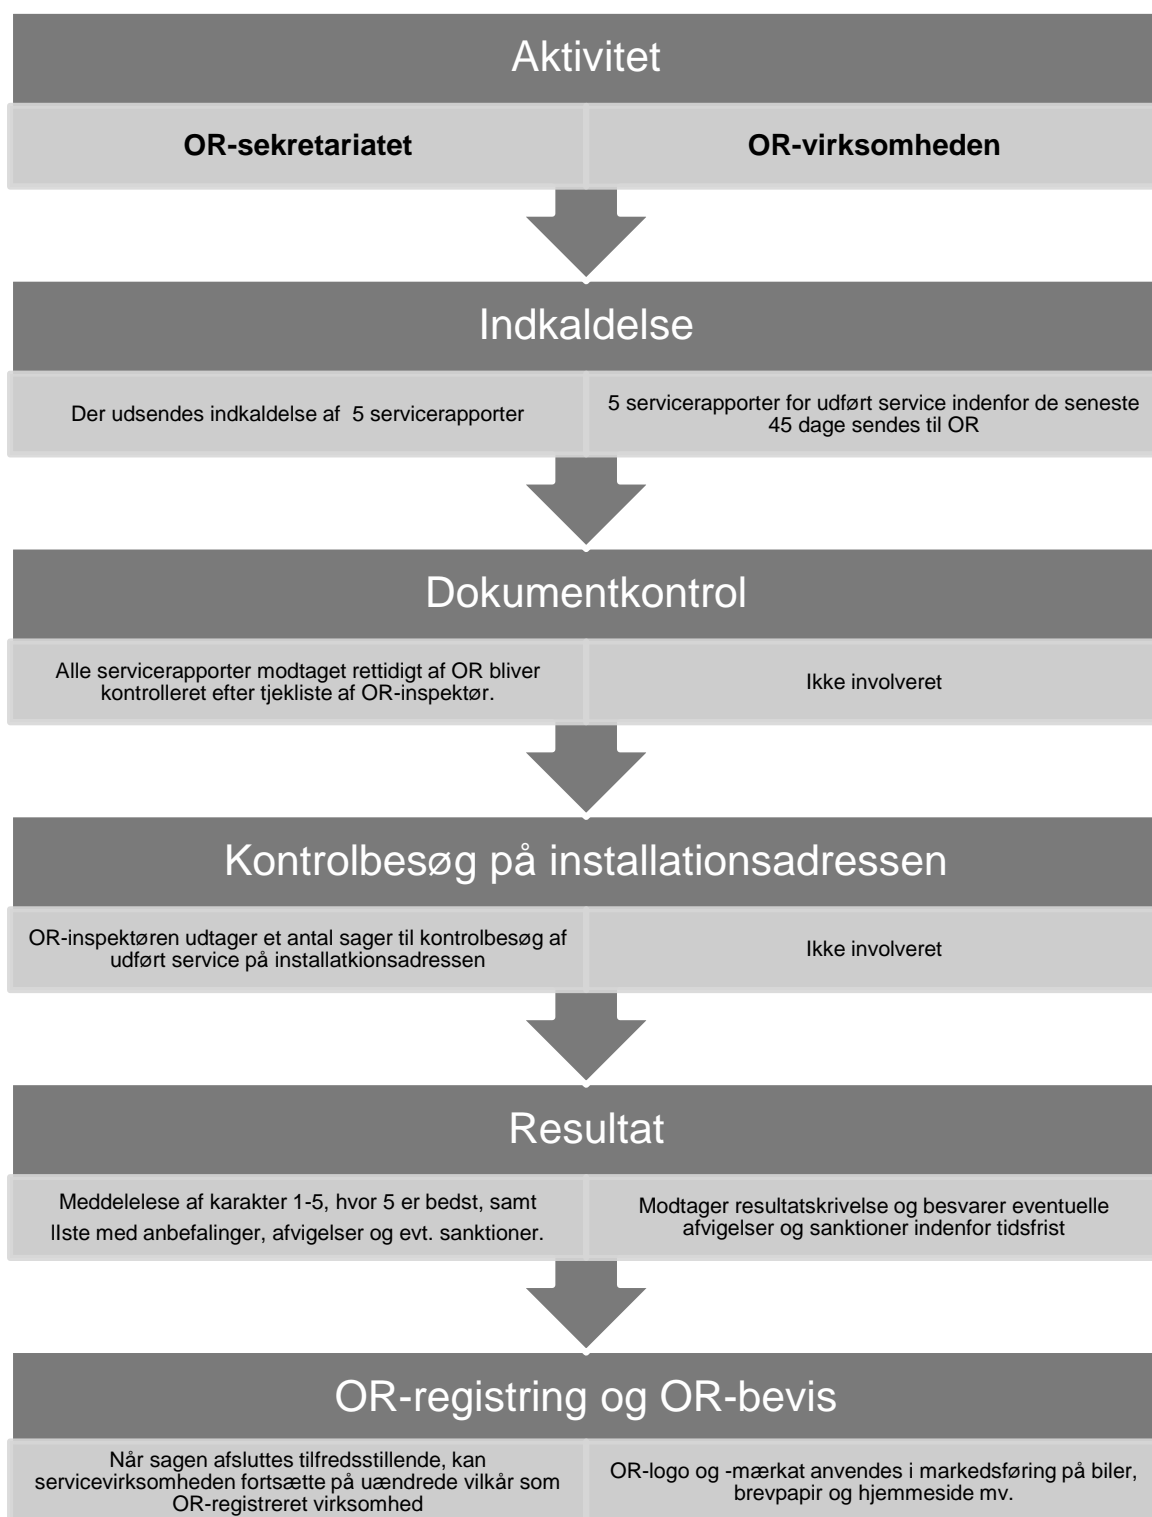 Aktivitet
OR-sekretariatet
OR-virksomheden
Indkaldelse
Der udsendes indkaldelse af 5 servicerapporter
5 servicerapporter for udført service indenfor de seneste
45 dage sendes til OR
Dokumentkontrol
Alle servicerapporter modtaget rettidigt af OR bliver
kontrolleret efter tjekliste af OR-inspektør.
Ikke involveret
Kontrolbesøg på installationsadressen
OR-inspektøren udtager et antal sager til kontrolbesøg af
udført service på installatkionsadressen
Ikke involveret
Resultat
Meddelelese af karakter 1-5, hvor 5 er bedst, samt
lIste med anbefalinger, afvigelser og evt. sanktioner.
Modtager resultatskrivelse og besvarer eventuelle
afvigelser og sanktioner indenfor tidsfrist
OR-registring og OR-bevis
Når sagen afsluttes tilfredsstillende, kan
servicevirksomheden fortsætte på uændrede vilkår som
OR-registreret virksomhed
OR-logo og -mærkat anvendes i markedsføring på biler,
brevpapir og hjemmeside mv.